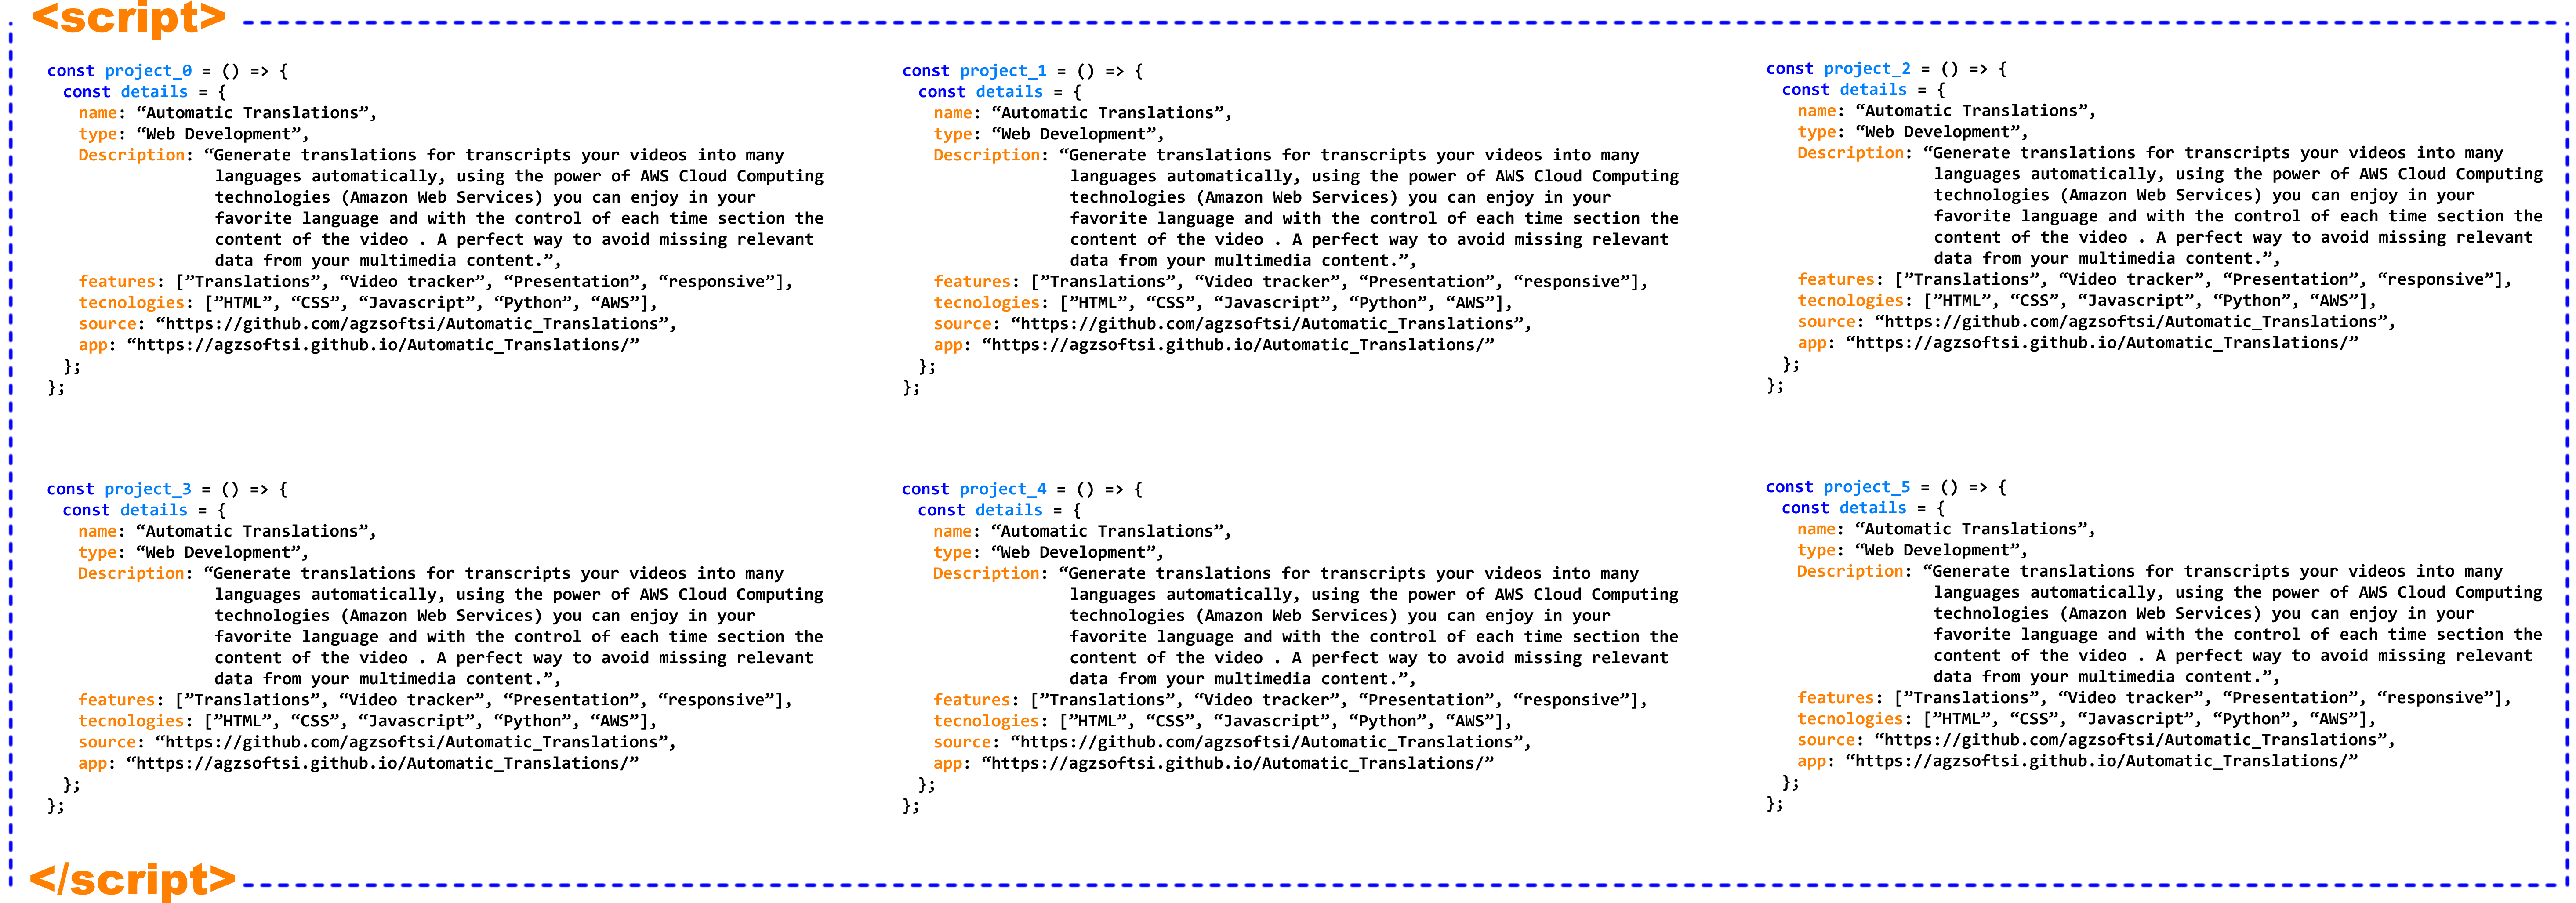 <script>
const project_0 = () => {
const details = {
name: “Automatic Translations”,
type: “Web Development”,
Description: “Generate translations for transcripts your videos into many
languages automatically, using the power of AWS Cloud Computing
technologies (Amazon Web Services) you can enjoy in your
favorite language and with the control of each time section the
content of the video . A perfect way to avoid missing relevant
data from your multimedia content.”,
features: [”Translations”, “Video tracker”, “Presentation”, “responsive”],
tecnologies: [”HTML”, “CSS”, “Javascript”, “Python”, “AWS”],
source: “https://github.com/agzsoftsi/Automatic_Translations”,
app: “https://agzsoftsi.github.io/Automatic_Translations/”
};
};
const project_1 = () => {
const details = {
name: “Automatic Translations”,
type: “Web Development”,
Description: “Generate translations for transcripts your videos into many
languages automatically, using the power of AWS Cloud Computing
technologies (Amazon Web Services) you can enjoy in your
favorite language and with the control of each time section the
content of the video . A perfect way to avoid missing relevant
data from your multimedia content.”,
features: [”Translations”, “Video tracker”, “Presentation”, “responsive”],
tecnologies: [”HTML”, “CSS”, “Javascript”, “Python”, “AWS”],
source: “https://github.com/agzsoftsi/Automatic_Translations”,
app: “https://agzsoftsi.github.io/Automatic_Translations/”
};
};
const project_2 = () => {
const details = {
name: “Automatic Translations”,
type: “Web Development”,
Description: “Generate translations for transcripts your videos into many
languages automatically, using the power of AWS Cloud Computing
technologies (Amazon Web Services) you can enjoy in your
favorite language and with the control of each time section the
content of the video . A perfect way to avoid missing relevant
data from your multimedia content.”,
features: [”Translations”, “Video tracker”, “Presentation”, “responsive”],
tecnologies: [”HTML”, “CSS”, “Javascript”, “Python”, “AWS”],
source: “https://github.com/agzsoftsi/Automatic_Translations”,
app: “https://agzsoftsi.github.io/Automatic_Translations/”
};
};
const project_3 = () => {
const details = {
name: “Automatic Translations”,
type: “Web Development”,
Description: “Generate translations for transcripts your videos into many
languages automatically, using the power of AWS Cloud Computing
technologies (Amazon Web Services) you can enjoy in your
favorite language and with the control of each time section the
content of the video . A perfect way to avoid missing relevant
data from your multimedia content.”,
features: [”Translations”, “Video tracker”, “Presentation”, “responsive”],
tecnologies: [”HTML”, “CSS”, “Javascript”, “Python”, “AWS”],
source: “https://github.com/agzsoftsi/Automatic_Translations”,
app: “https://agzsoftsi.github.io/Automatic_Translations/”
};
};
const project_4 = () => {
const details = {
name: “Automatic Translations”,
type: “Web Development”,
Description: “Generate translations for transcripts your videos into many
languages automatically, using the power of AWS Cloud Computing
technologies (Amazon Web Services) you can enjoy in your
favorite language and with the control of each time section the
content of the video . A perfect way to avoid missing relevant
data from your multimedia content.”,
features: [”Translations”, “Video tracker”, “Presentation”, “responsive”],
tecnologies: [”HTML”, “CSS”, “Javascript”, “Python”, “AWS”],
source: “https://github.com/agzsoftsi/Automatic_Translations”,
app: “https://agzsoftsi.github.io/Automatic_Translations/”
};
};
const project_5 = () => {
const details = {
name: “Automatic Translations”,
type: “Web Development”,
Description: “Generate translations for transcripts your videos into many
languages automatically, using the power of AWS Cloud Computing
technologies (Amazon Web Services) you can enjoy in your
favorite language and with the control of each time section the
content of the video . A perfect way to avoid missing relevant
data from your multimedia content.”,
features: [”Translations”, “Video tracker”, “Presentation”, “responsive”],
tecnologies: [”HTML”, “CSS”, “Javascript”, “Python”, “AWS”],
source: “https://github.com/agzsoftsi/Automatic_Translations”,
app: “https://agzsoftsi.github.io/Automatic_Translations/”
};
};
</script>